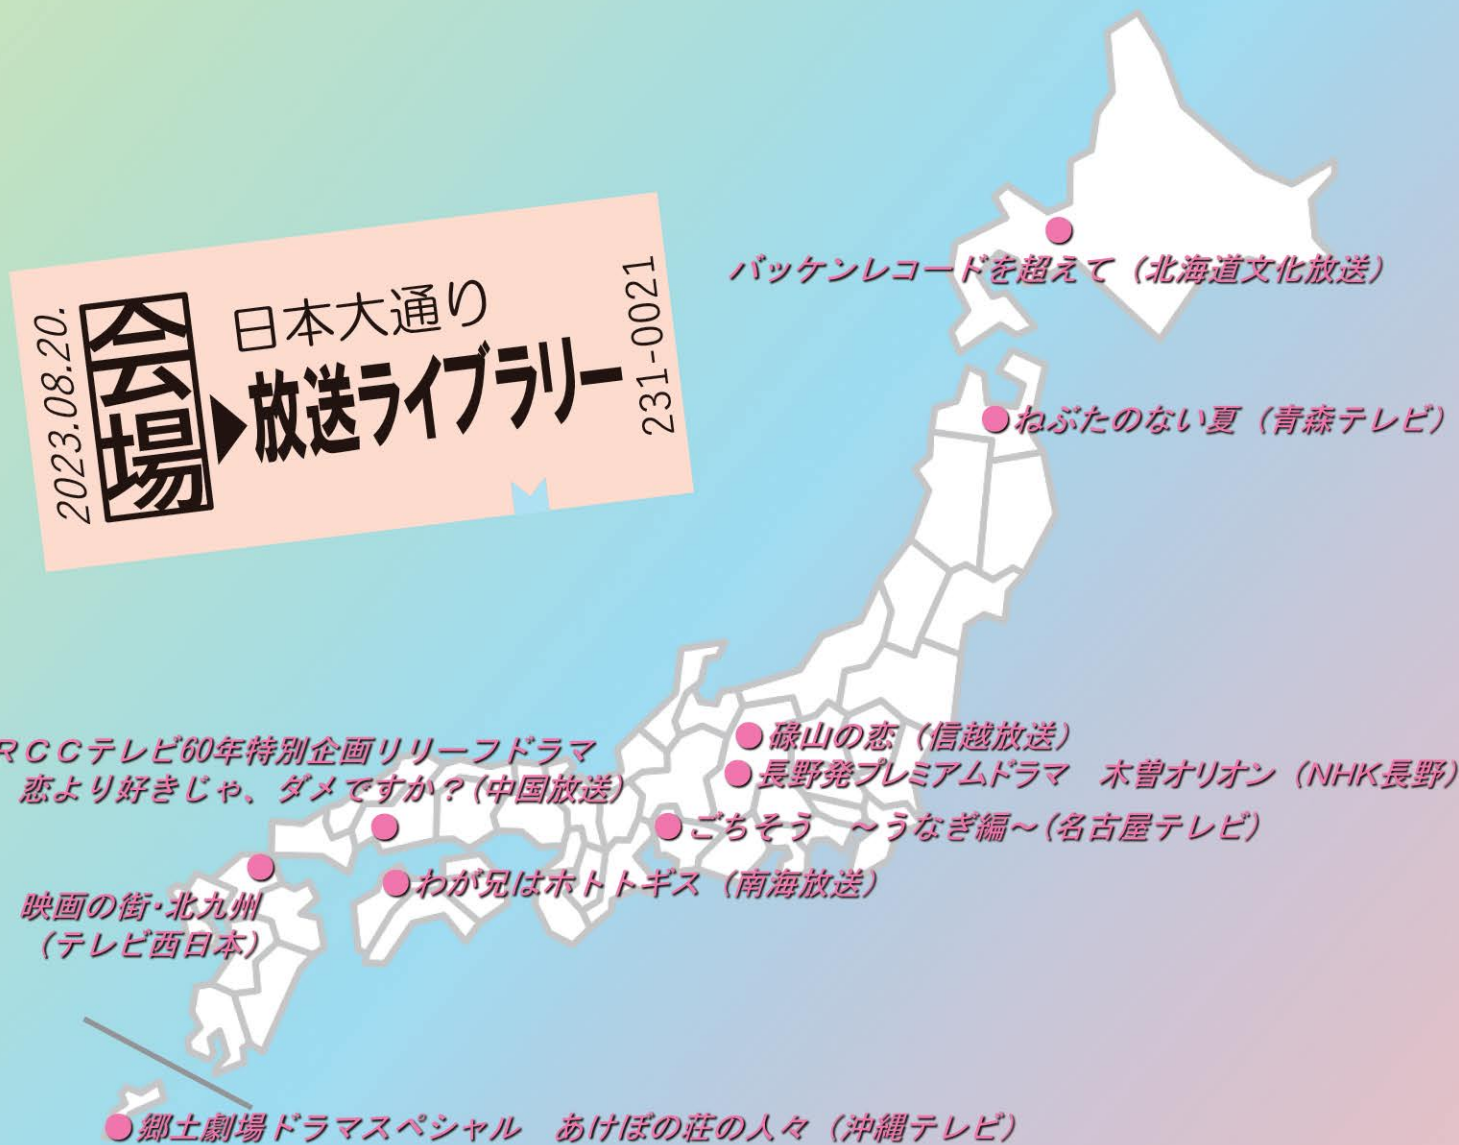 2023.08.20.
会場
日本大通り
放送ライブラリー
231-0021
バッケンレコードを超えて（北海道文化放送）
ねぶたのない夏（青森テレビ）
碌山の恋（信越放送）
長野発プレミアムドラマ　木曽オリオン（NHK長野）
ごちそう　～うなぎ編～（名古屋テレビ）
ＲＣＣテレビ60年特別企画リリーフドラマ
恋より好きじゃ、ダメですか？（中国放送）
わが兄はホトトギス（南海放送）
映画の街・北九州
（テレビ西日本）
郷土劇場ドラマスペシャル　あけぼの荘の人々（沖縄テレビ）